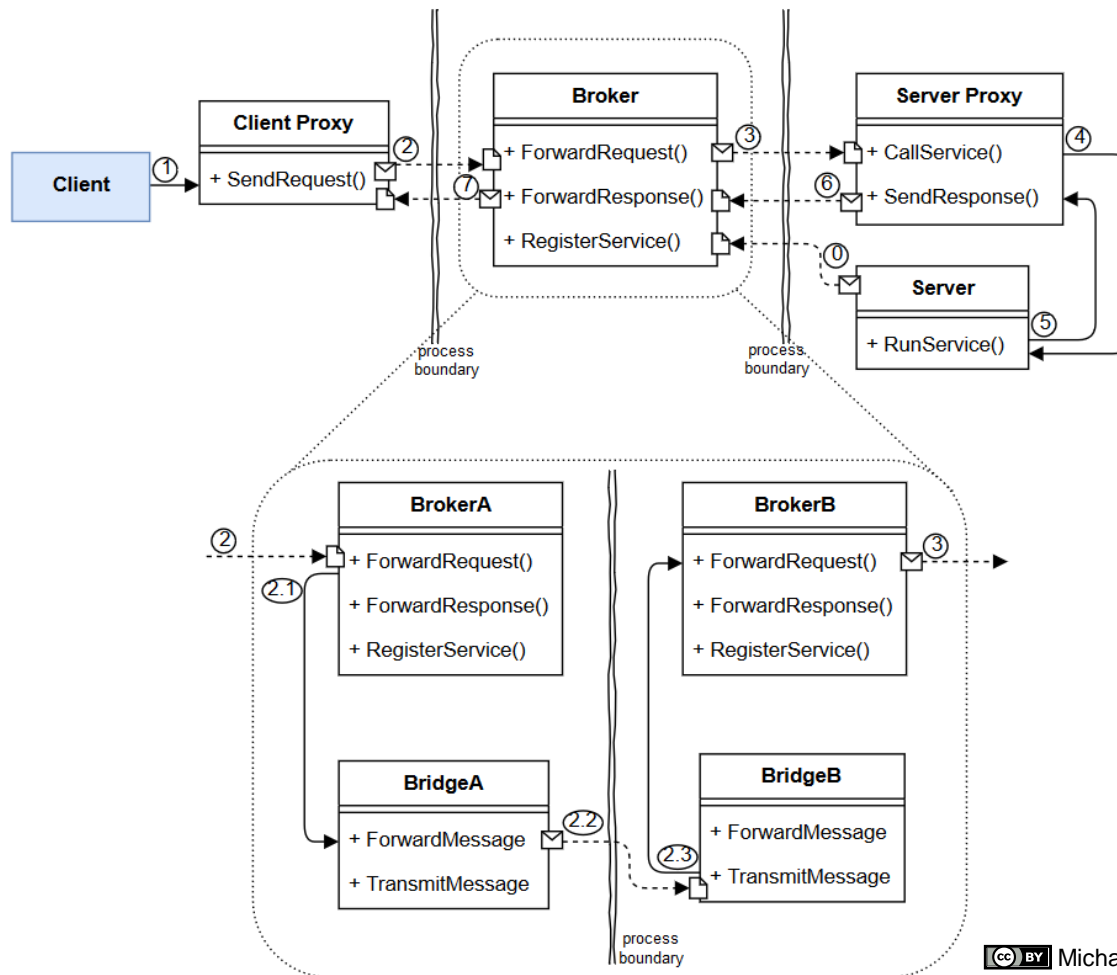 Client
1
Client Proxy
+ SendRequest()
2
7
Broker
+ ForwardRequest()
+ ForwardResponse()
+ RegisterService()
3
6
0
Server Proxy
+ CallService()
+ SendResponse()
4
Server
+ RunService()
5
process
boundary
process
boundary
2
BrokerA
+ ForwardRequest()
+ ForwardResponse()
+ RegisterService()
2.1
BrokerB
+ ForwardRequest()
+ ForwardResponse()
+ RegisterService()
3
BridgeA
+ ForwardMessage
+ TransmitMessage
2.2
BridgeB
+ ForwardMessage
+ TransmitMessage
2.3
process
boundary
cc BY Micha